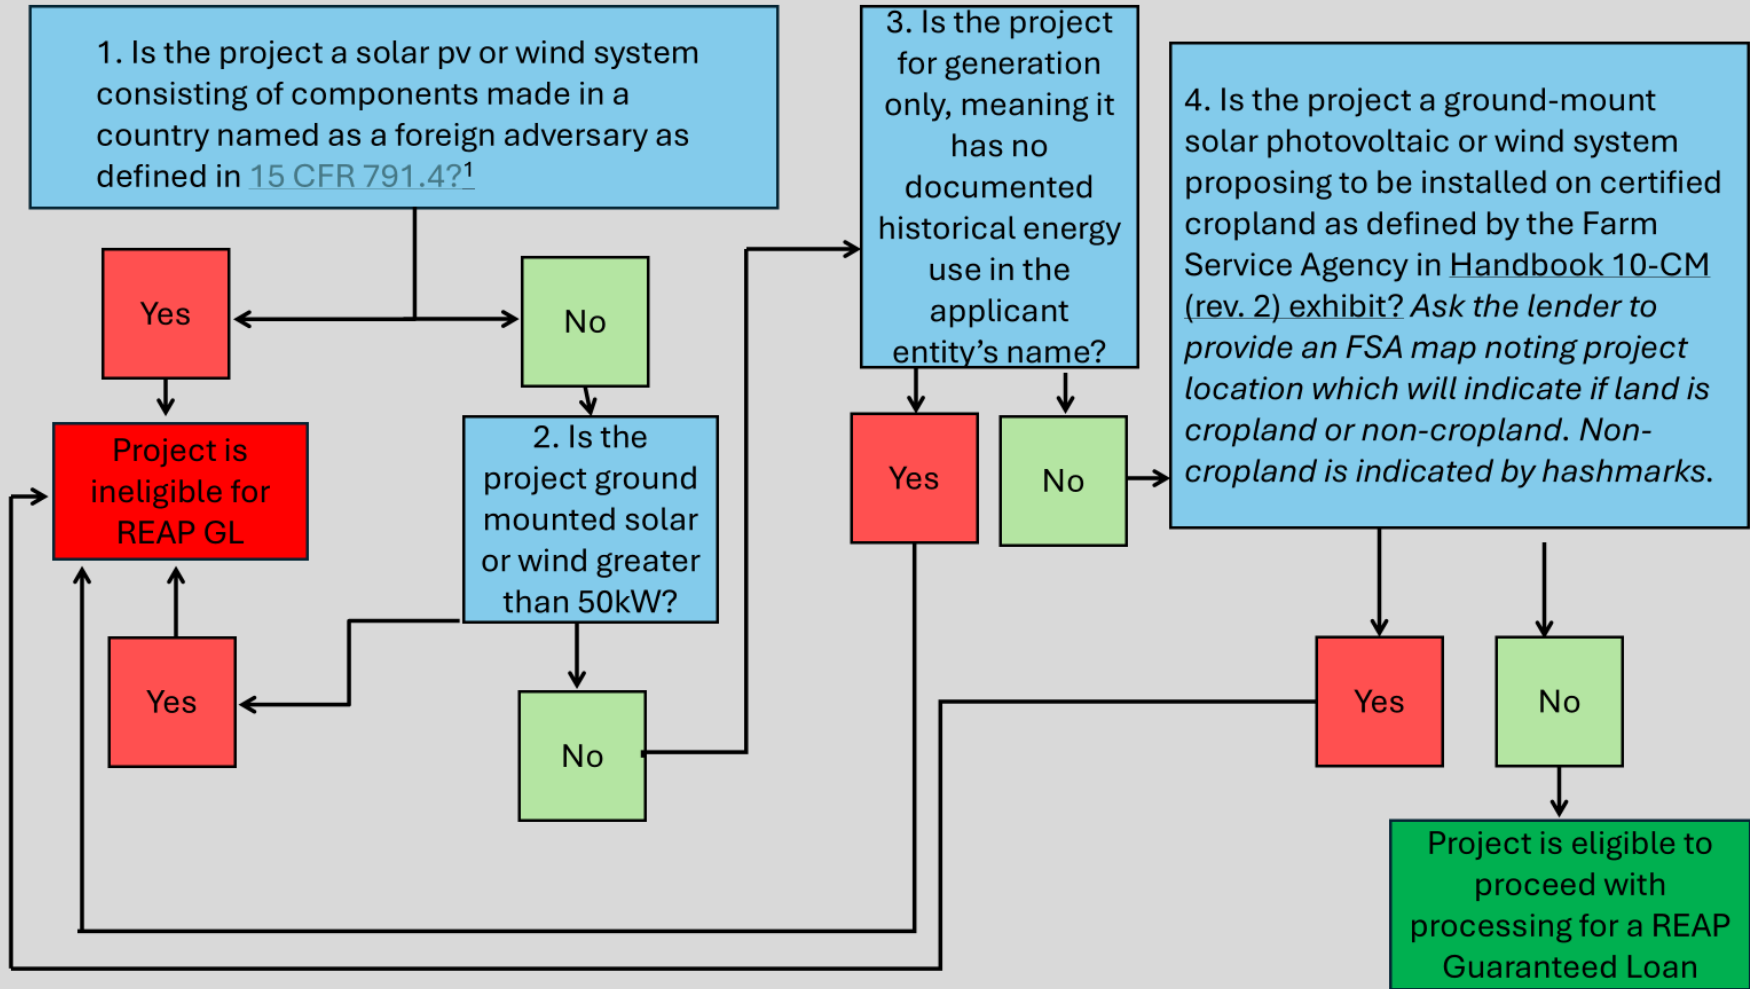 1. Is the project a solar pv or wind system
consisting of components made in a
country named as a foreign adversary as
defined in 15 CFR 791.4?¹
Yes
No
Project is
ineligible for
REAP GL
2. Is the
project ground
mounted solar
or wind greater
than 50kW?
Yes
No
3. Is the project
for generation
only, meaning it
has no
documented
historical energy
use in the
applicant
entity’s name?
Yes
No
4. Is the project a ground-mount
solar photovoltaic or wind system
proposing to be installed on certified
cropland as defined by the Farm
Service Agency in Handbook 10-CM
(rev. 2) exhibit? Ask the lender to
provide an FSA map noting project
location which will indicate if land is
cropland or non-cropland. Non-
cropland is indicated by hashmarks.
Yes
No
Project is eligible to
proceed with
processing for a REAP
Guaranteed Loan